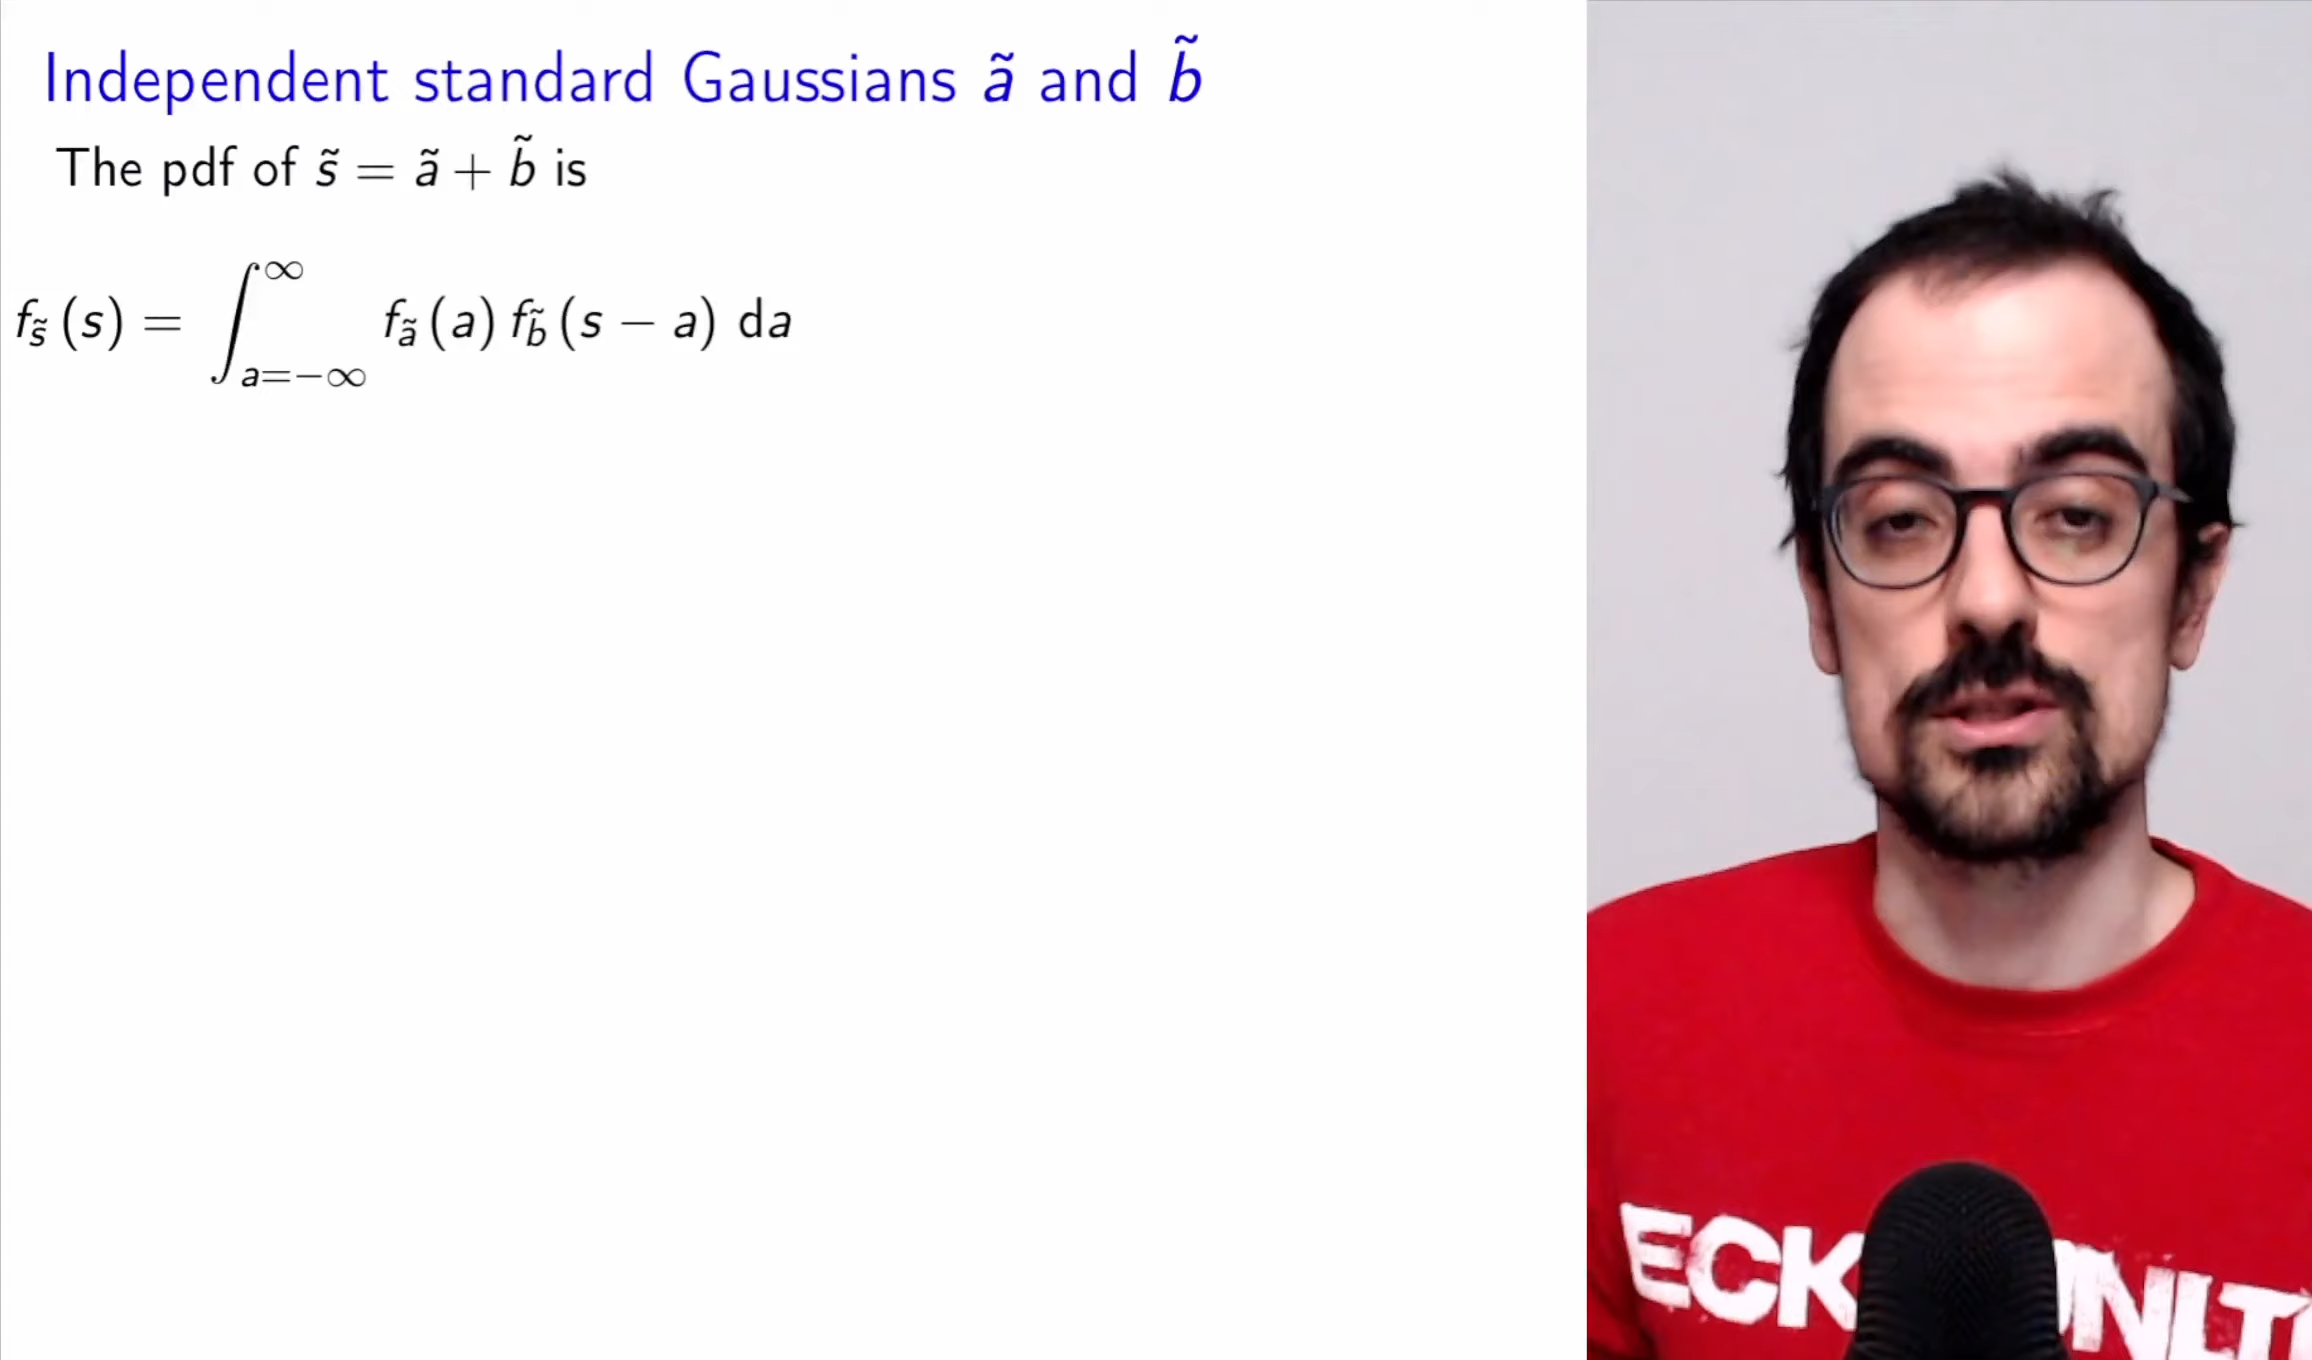 Independent standard Gaussians ã and b̃
The pdf of s̃ = ã + b̃ is
f_s̃ (s) = ∫_{a=−∞}^{∞} f_ã (a) f_b̃ (s − a) da